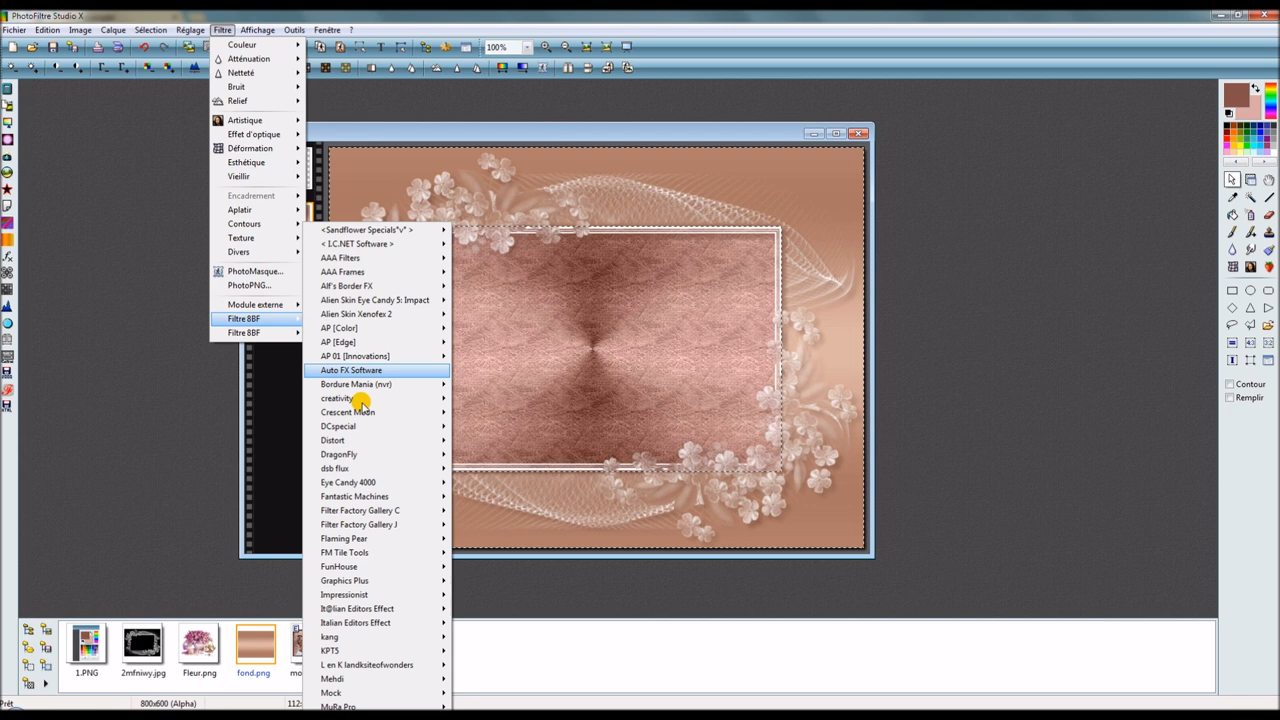 PhotoFiltre Studio X
Fichier Edition Image Calque Sélection Réglage Filtre Affichage Outils Fenêtre ?
100%
Couleur
Atténuation
Netteté
Bruit
Relief
Artistique
Effet d'optique
Déformation
Esthétique
Vieillir
Encadrement
Aplatir
Contours
Texture
Divers
PhotoMasque...
PhotoPNG...
Module externe
Filtre 8BF
Filtre 8BF
<Sandflower Specials"v" >
< I.C.NET Software >
AAA Filters
AAA Frames
Alf's Border FX
Alien Skin Eye Candy 5: Impact
Alien Skin Xenofex 2
AP [Color]
AP [Edge]
AP 01 [Innovations]
Auto FX Software
Bordure Mania (nvr)
creativity
Crescent Moon
DCspecial
Distort
DragonFly
dsb flux
Eye Candy 4000
Fantastic Machines
Filter Factory Gallery C
Filter Factory Gallery J
Flaming Pear
FM Tile Tools
FunHouse
Graphics Plus
Impressionist
It@lian Editors Effect
Italian Editors Effect
kang
KPT5
L en K landksiteofwonders
Mehdi
Mock
MuRa Pro
Contour
Remplir
1.PNG 2mfniwy.jpg Fleur.png fond.png
Prêt 800x600 (Alpha)